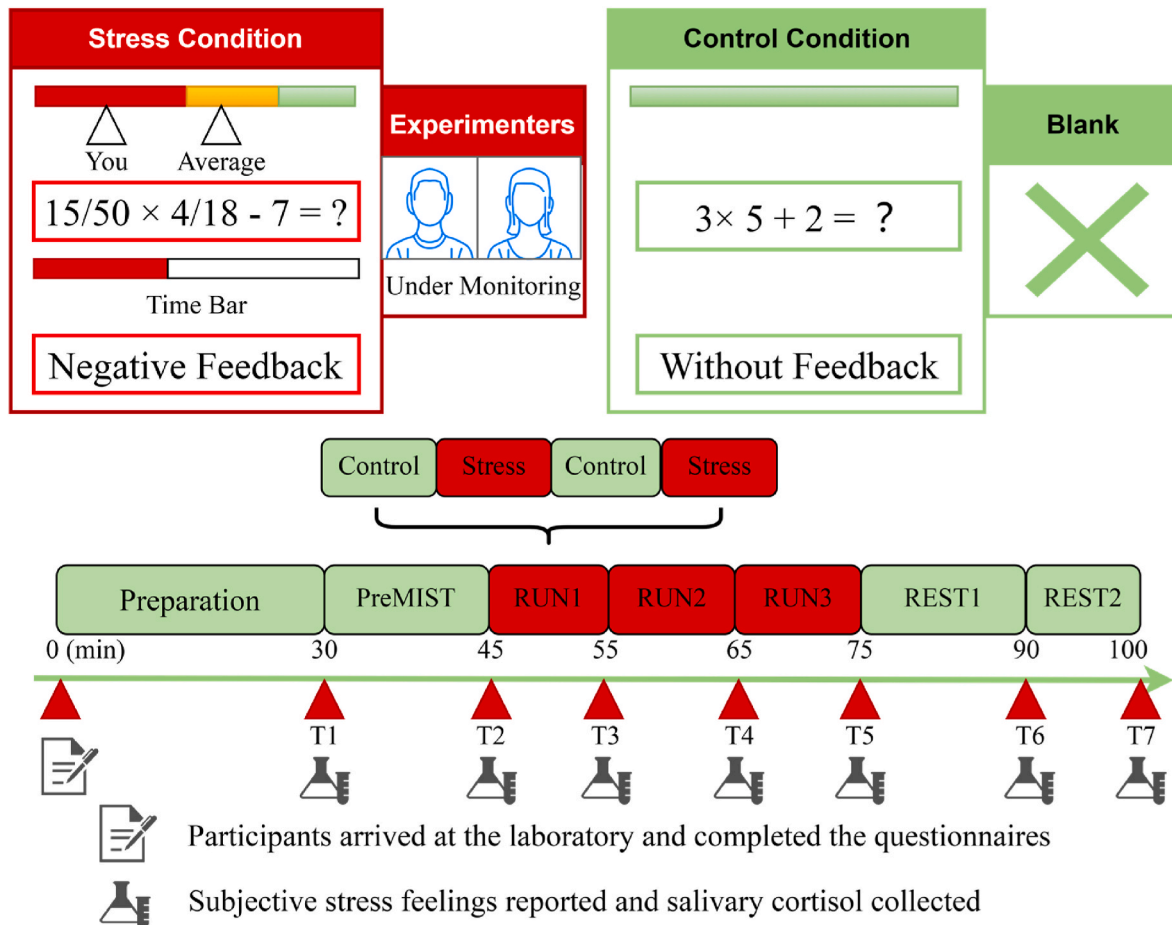 Stress Condition
You
Average
15/50 × 4/18 - 7 = ?
Time Bar
Negative Feedback
Experimenters
Under Monitoring
Control Condition
3× 5 + 2 = ?
Without Feedback
Blank
Control Stress Control Stress
Preparation PreMIST RUN1 RUN2 RUN3 REST1 REST2
0 (min) 30 45 55 65 75 90 100
T1 T2 T3 T4 T5 T6 T7
Participants arrived at the laboratory and completed the questionnaires
Subjective stress feelings reported and salivary cortisol collected